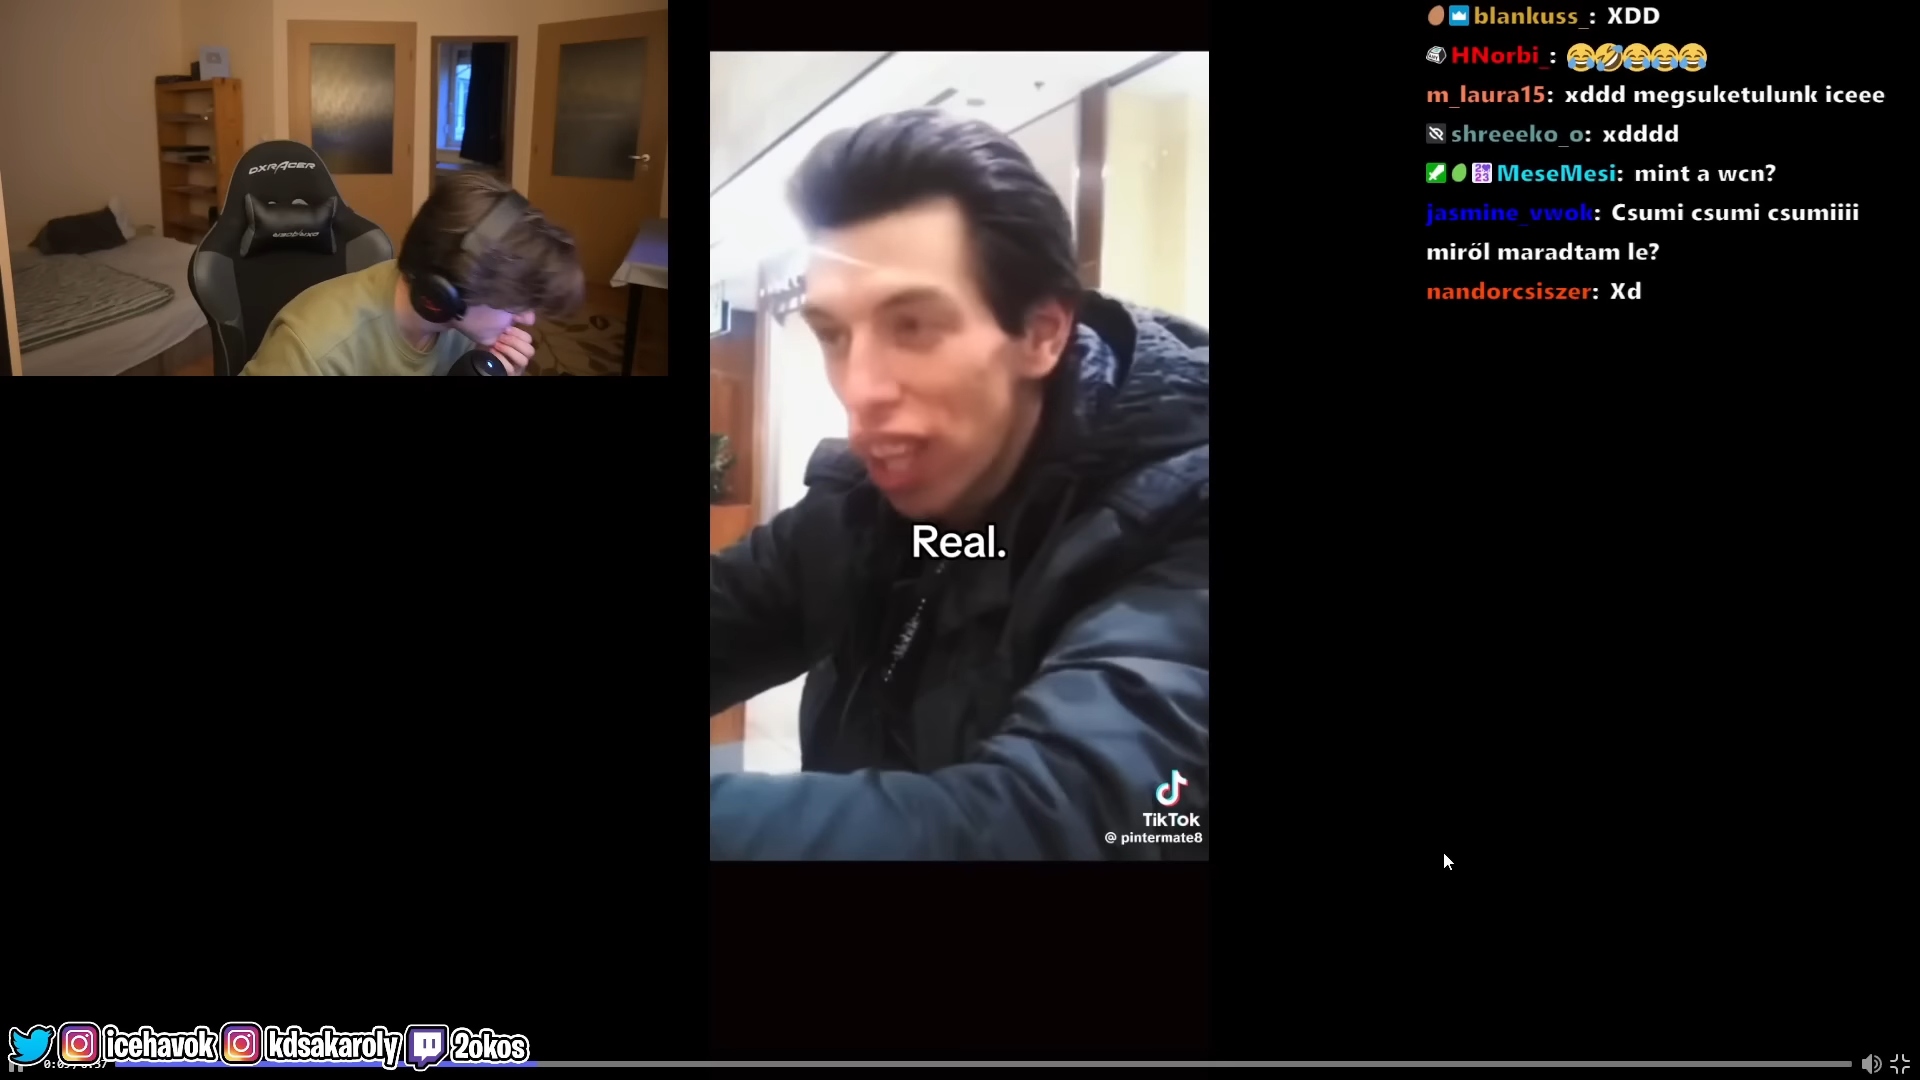 blankuss_: XDD
HNorbi_: 😂🤣😂😂😂
m_laura15: xddd megsuketulunk iceee
shreeeko_o: xdddd
MeseMesi: mint a wcn?
jasmine_vwok: Csumi csumi csumiiii
miről maradtam le?
nandorcsiszer: Xd
DXRACER
Real.
TikTok
@ pintermate8
icehavok kdsakaroly 2okos